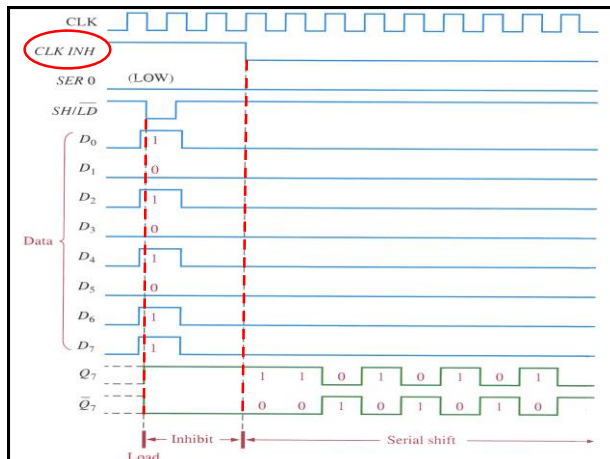 CLK
CLK INH
SER 0 (LOW)
SH/L̅D̅
D₀ 1
D₁ 0
D₂ 1
D₃ 0
Data
D₄ 1
D₅ 0
D₆ 1
D₇ 1
Q₇ 1 1 0 1 0 1 0 1
Q̅₇ 0 0 1 0 1 0 1 0
Inhibit Serial shift
Load